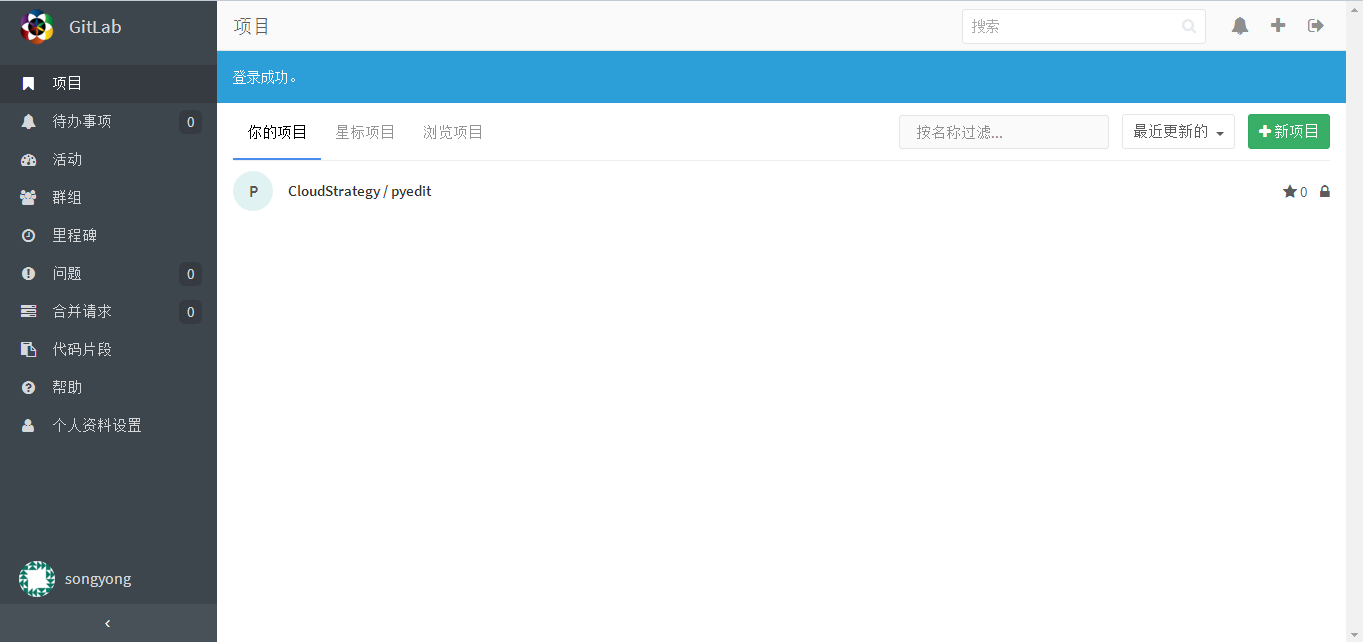 GitLab
项目
搜索
登录成功。
项目
待办事项 0
活动
群组
里程碑
问题 0
合并请求 0
代码片段
帮助
个人资料设置
songyong
你的项目 星标项目 浏览项目 按名称过滤... 最近更新的 新项目
P CloudStrategy / pyedit 0